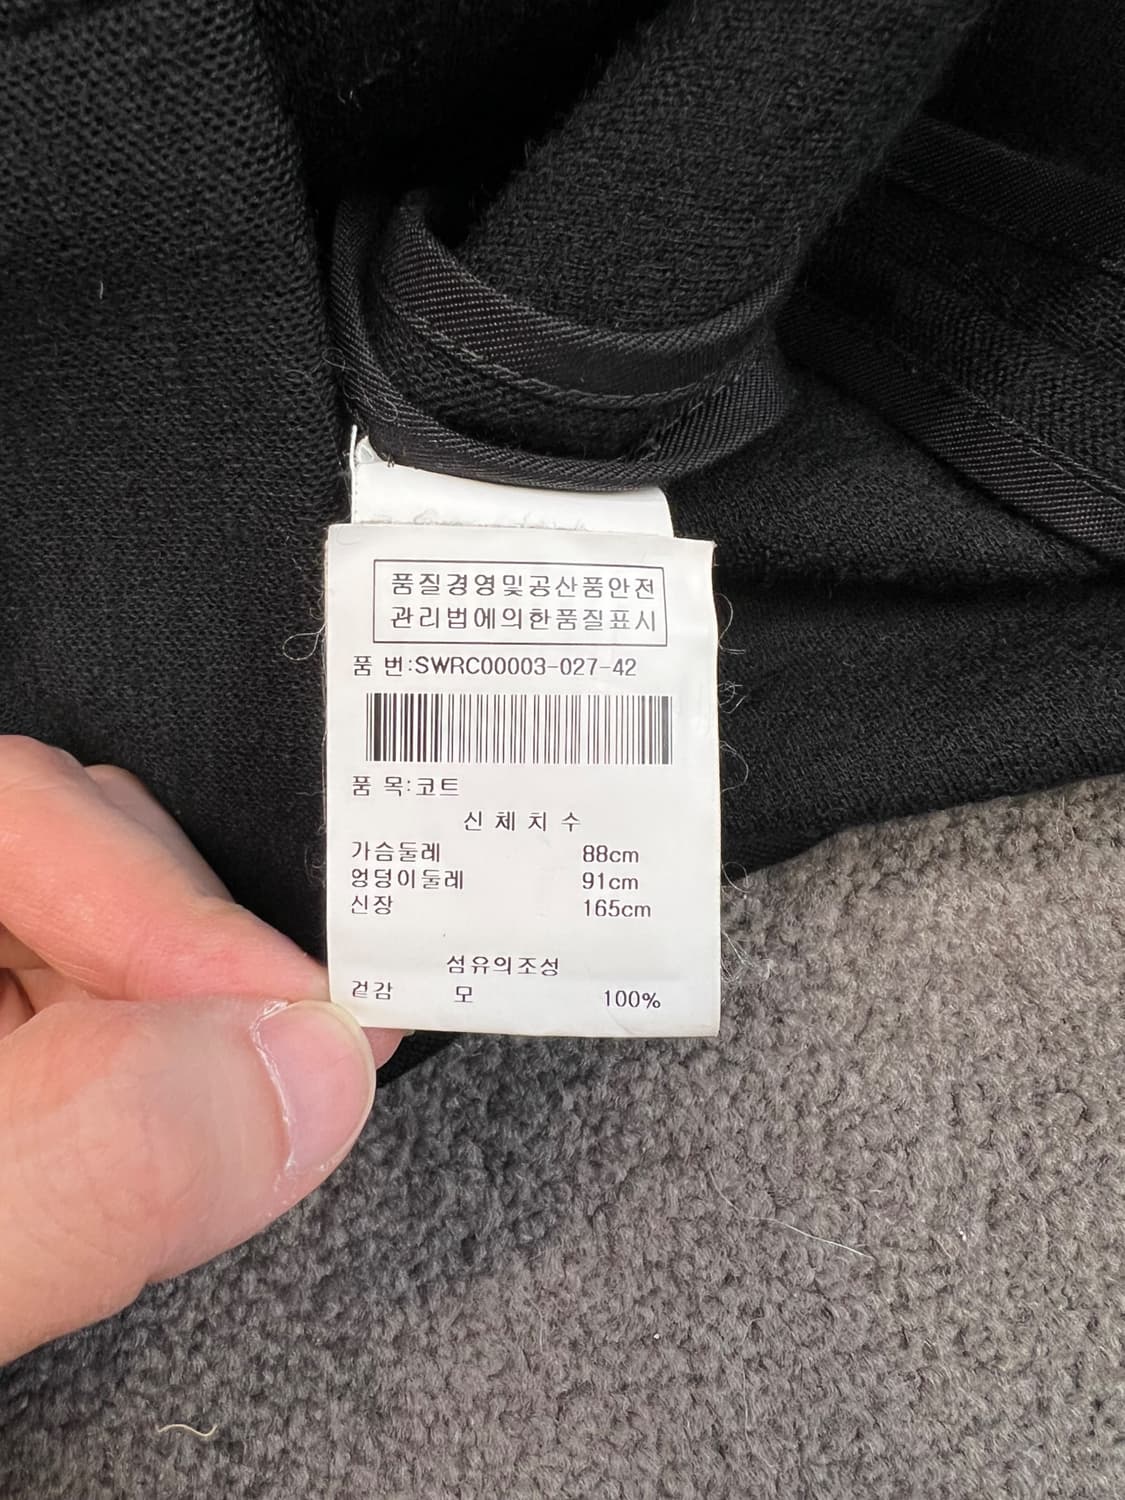 품질경영및공산품안전
관리법에의한품질표시
품 번:SWRC00003-027-42
품 목:코트
신 체 치 수
가슴둘레 88cm
엉덩이둘레 91cm
신장 165cm
섬유의조성
겉감 모 100%